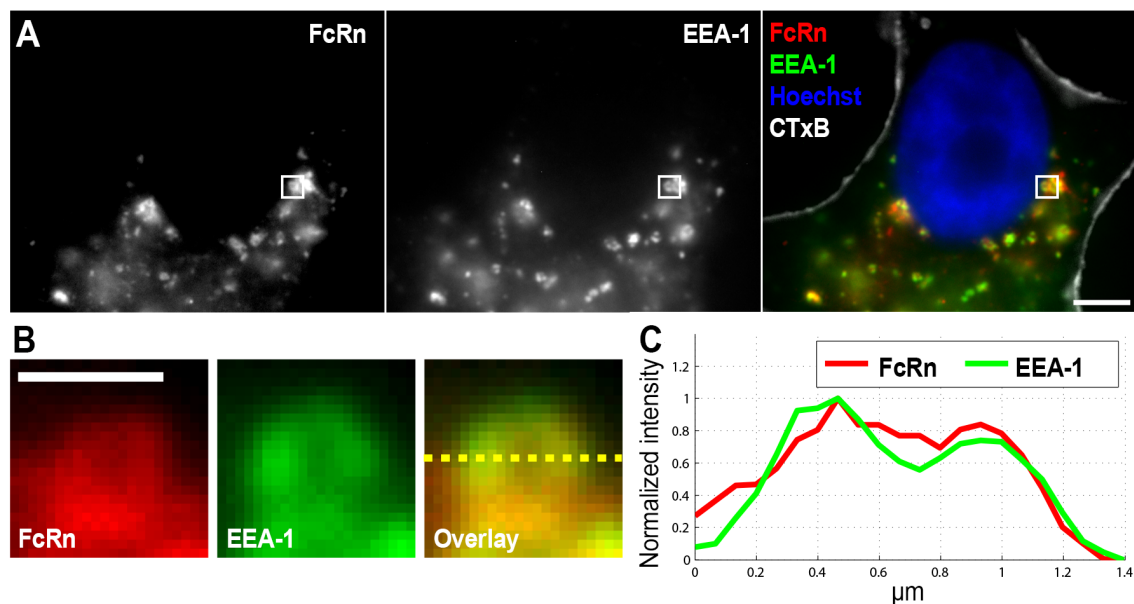 A
FcRn
EEA-1
FcRn
EEA-1
Hoechst
CTxB
B
FcRn
EEA-1
Overlay
C
FcRn
EEA-1
Normalized intensity
1.2
1
0.8
0.6
0.4
0.2
0
0 0.2 0.4 0.6 0.8 1 1.2 1.4
µm